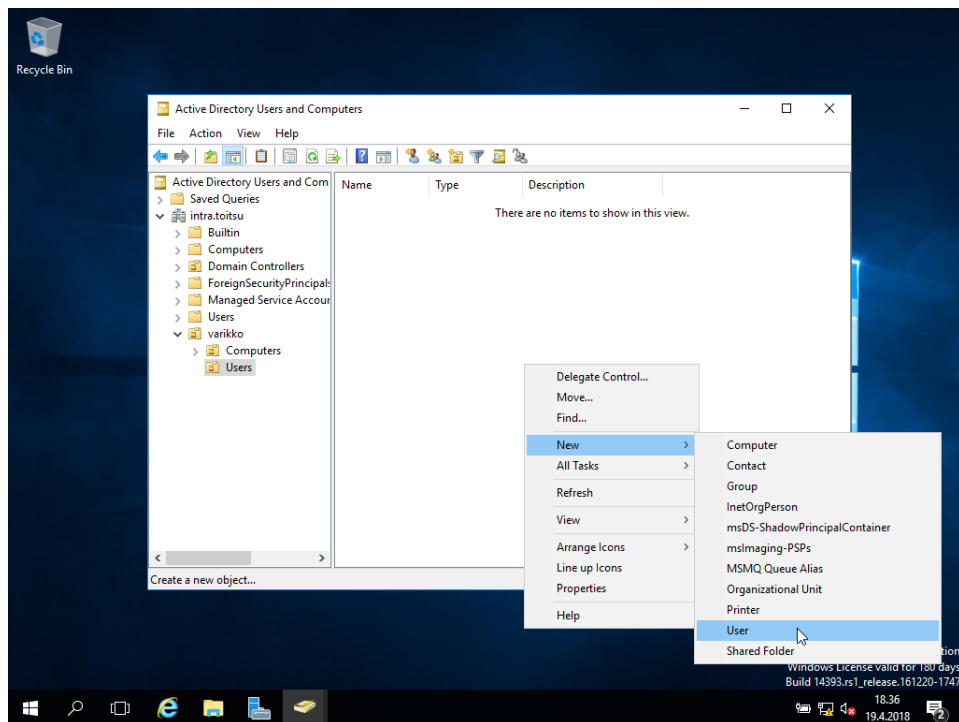 Recycle Bin
Active Directory Users and Computers
File Action View Help
Active Directory Users and Com
Saved Queries
intra.toitsu
Builtin
Computers
Domain Controllers
ForeignSecurityPrincipals
Managed Service Accour
Users
varikko
Computers
Users
Name Type Description
There are no items to show in this view.
Create a new object...
Delegate Control...
Move...
Find...
New
All Tasks
Refresh
View
Arrange Icons
Line up Icons
Properties
Help
Computer
Contact
Group
InetOrgPerson
msDS-ShadowPrincipalContainer
msImaging-PSPs
MSMQ Queue Alias
Organizational Unit
Printer
User
Shared Folder
tion
Windows License valid for 180 days
Build 14393.rs1_release.161220-1747
18.36
19.4.2018
2